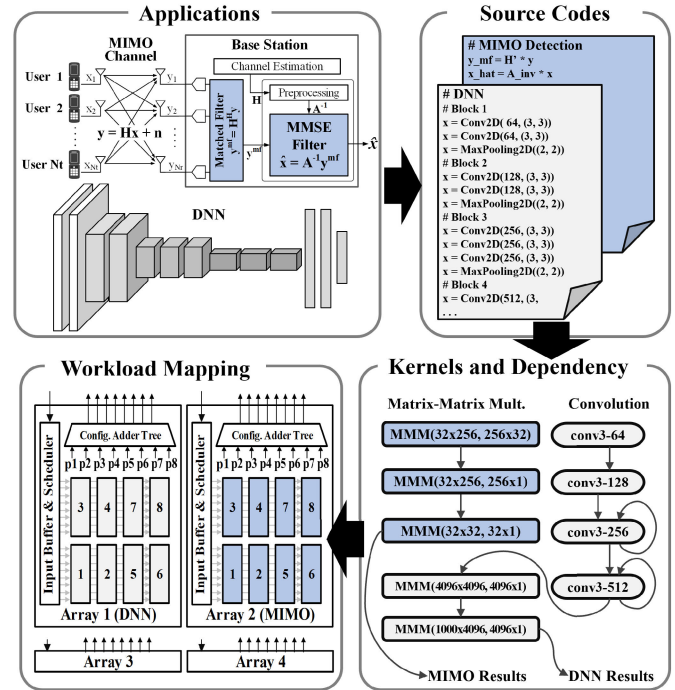 Applications
MIMO
Channel
Base Station
User 1
x1
y1
Channel Estimation
H
Preprocessing
A-1
User 2
x2
y2
y = Hx + n
Matched Filter
y^mf = H^H y
y^mf
MMSE
Filter
x̂ = A^-1 y^mf
x̂
User Nt
xNt
yNr
DNN
Source Codes
# MIMO Detection
y_mf = H' * y
x_hat = A_inv * x
# DNN
# Block 1
x = Conv2D( 64, (3, 3))
x = Conv2D(64, (3, 3))
x = MaxPooling2D((2, 2))
# Block 2
x = Conv2D(128, (3, 3))
x = Conv2D(128, (3, 3))
x = MaxPooling2D((2, 2))
# Block 3
x = Conv2D(256, (3, 3))
x = Conv2D(256, (3, 3))
x = Conv2D(256, (3, 3))
x = MaxPooling2D((2, 2))
# Block 4
x = Conv2D(512, (3,
. . .
Workload Mapping
Input Buffer & Scheduler
Config. Adder Tree
p1 p2 p3 p4 p5 p6 p7 p8
3 4 7 8
1 2 5 6
Array 1 (DNN)
Input Buffer & Scheduler
Config. Adder Tree
p1 p2 p3 p4 p5 p6 p7 p8
3 4 7 8
1 2 5 6
Array 2 (MIMO)
Array 3
Array 4
Kernels and Dependency
Matrix-Matrix Mult.
Convolution
MMM(32x256, 256x32)
conv3-64
MMM(32x256, 256x1)
conv3-128
MMM(32x32, 32x1)
conv3-256
MMM(4096x4096, 4096x1)
conv3-512
MMM(1000x4096, 4096x1)
MIMO Results
DNN Results